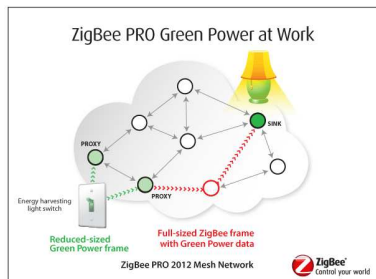 ZigBee PRO Green Power at Work
SINK
PROXY
PROXY
Energy harvesting
light switch
Reduced-sized
Green Power frame
Full-sized ZigBee frame
with Green Power data
ZigBee PRO 2012 Mesh Network
ZigBee®
Control your world